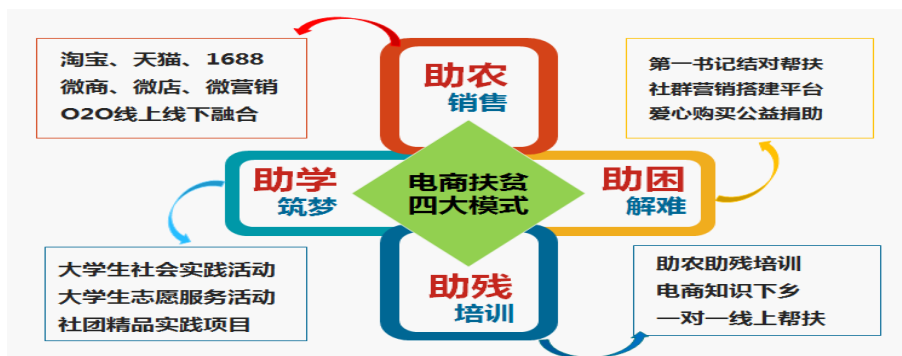 淘宝、天猫、1688
微商、微店、微营销
O2O线上线下融合
助农
销售
第一书记结对帮扶
社群营销搭建平台
爱心购买公益捐助
助学
筑梦
电商扶贫
四大模式
助困
解难
大学生社会实践活动
大学生志愿服务活动
社团精品实践项目
助残
培训
助农助残培训
电商知识下乡
一对一线上帮扶